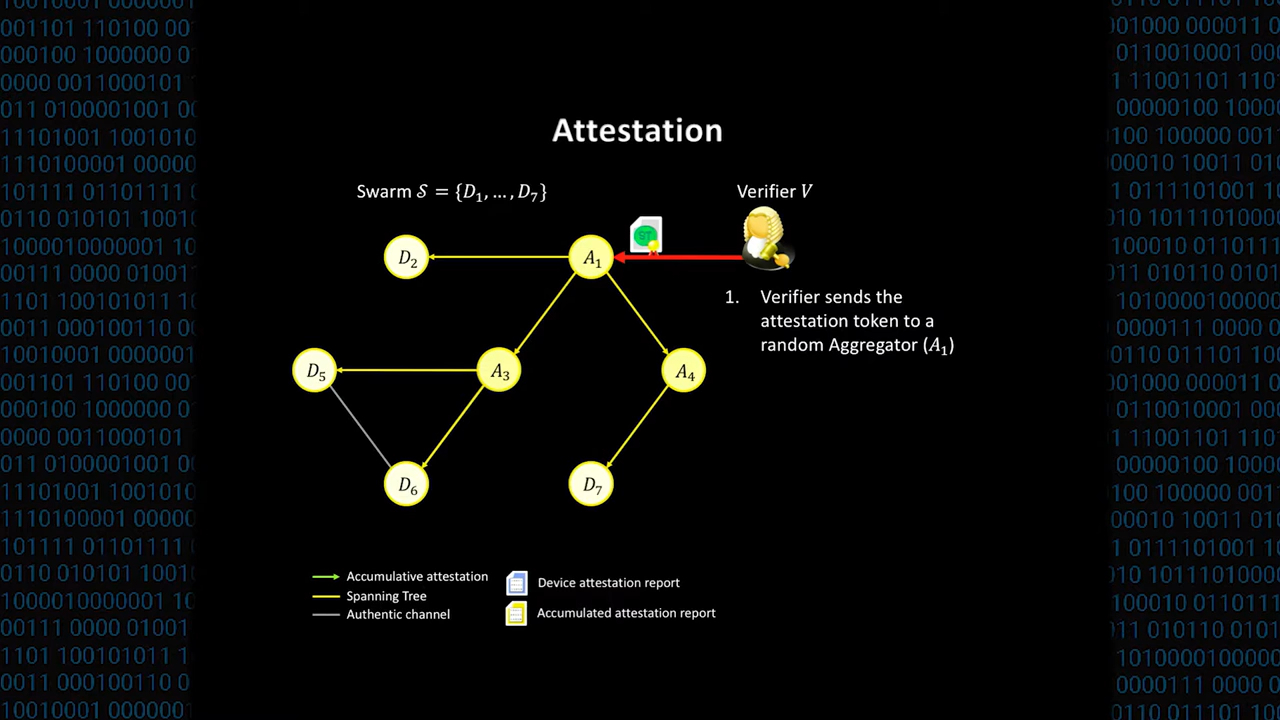 Attestation
Swarm 𝒮 = {D₁, …, D₇}
Verifier V
ST
D₂
A₁
1. Verifier sends the
attestation token to a
random Aggregator (A₁)
D₅
A₃
A₄
D₆
D₇
Accumulative attestation
Spanning Tree
Authentic channel
Device attestation report
Accumulated attestation report